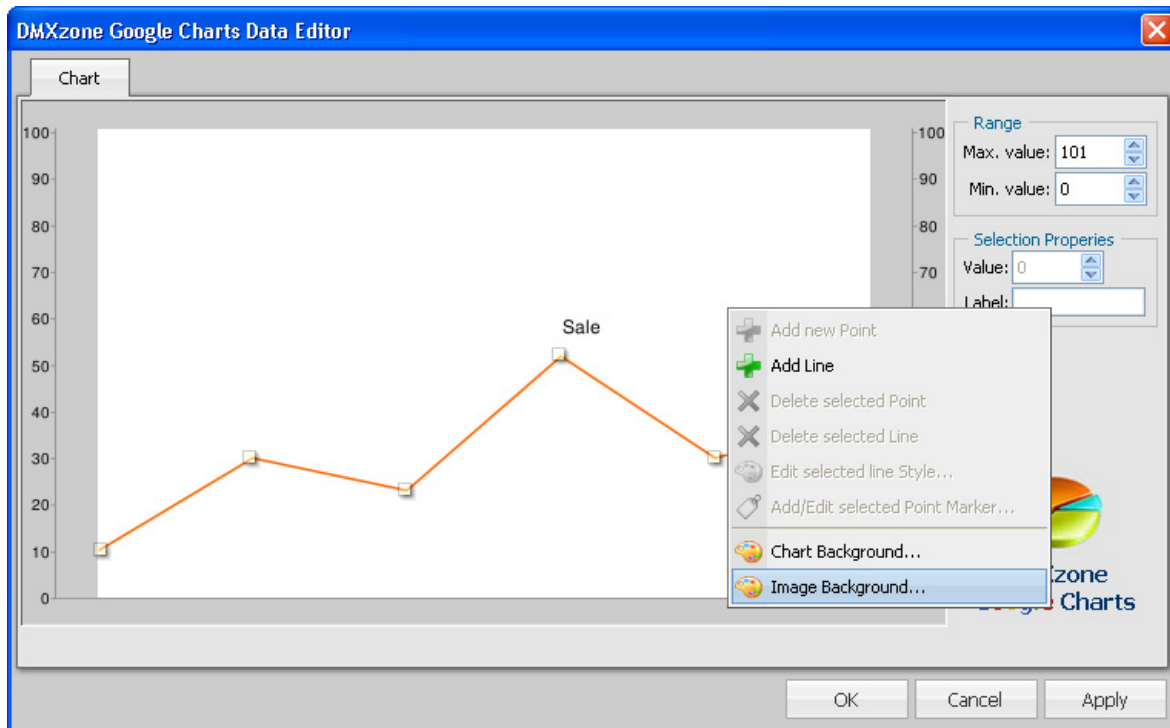 DMXzone Google Charts Data Editor
Chart
100
90
80
70
60
50
40
30
20
10
0
Sale
100
90
80
70
Range
Max. value: 101
Min. value: 0
Selection Properies
Value: 0
Label:
Add new Point
Add Line
Delete selected Point
Delete selected Line
Edit selected line Style...
Add/Edit selected Point Marker...
Chart Background...
Image Background...
zone
Charts
OK
Cancel
Apply